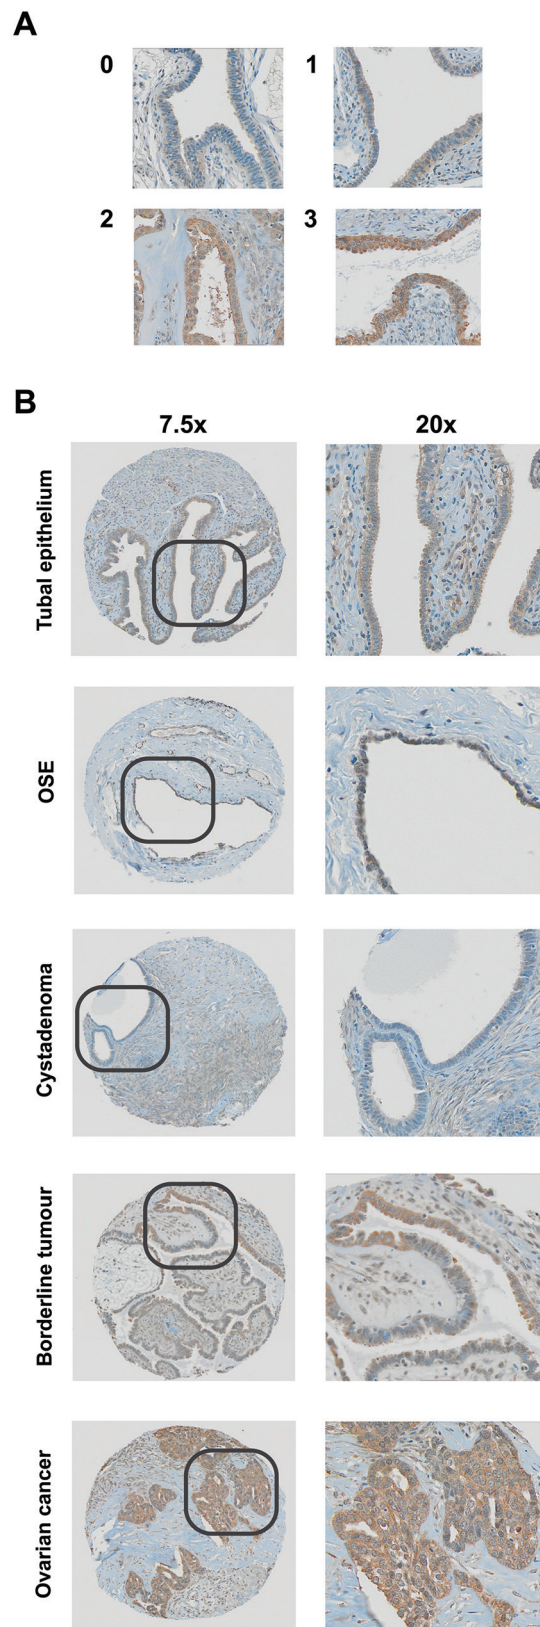 A
0 1
2 3
B
7.5x 20x
Tubal epithelium
OSE
Cystadenoma
Borderline tumour
Ovarian cancer